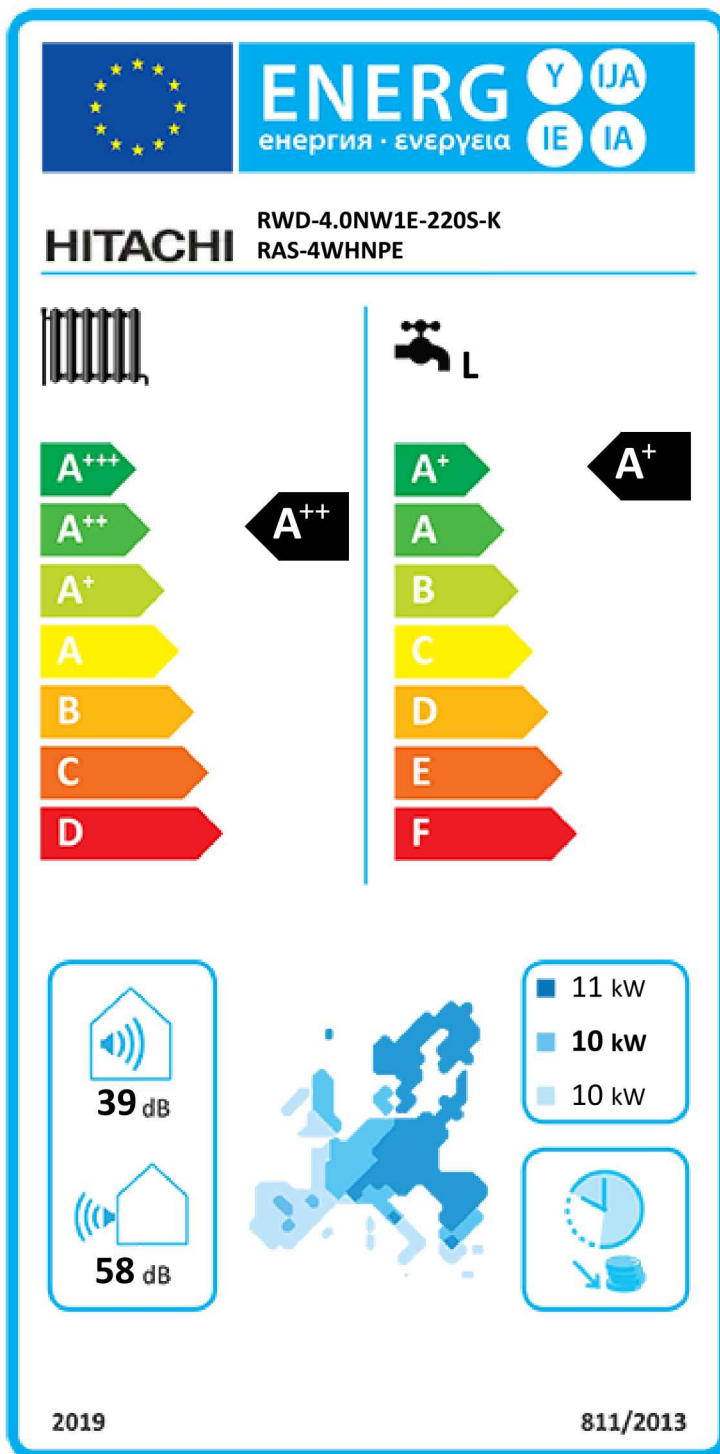 ENERG
Y
IJA
енергия · ενεργεια
IE
IA
HITACHI
RWD-4.0NW1E-220S-K
RAS-4WHNPE
L
A+++
A++
A+
A
B
C
D
A++
A+
A
B
C
D
E
F
A+
39 dB
58 dB
11 kW
10 kW
10 kW
2019
811/2013